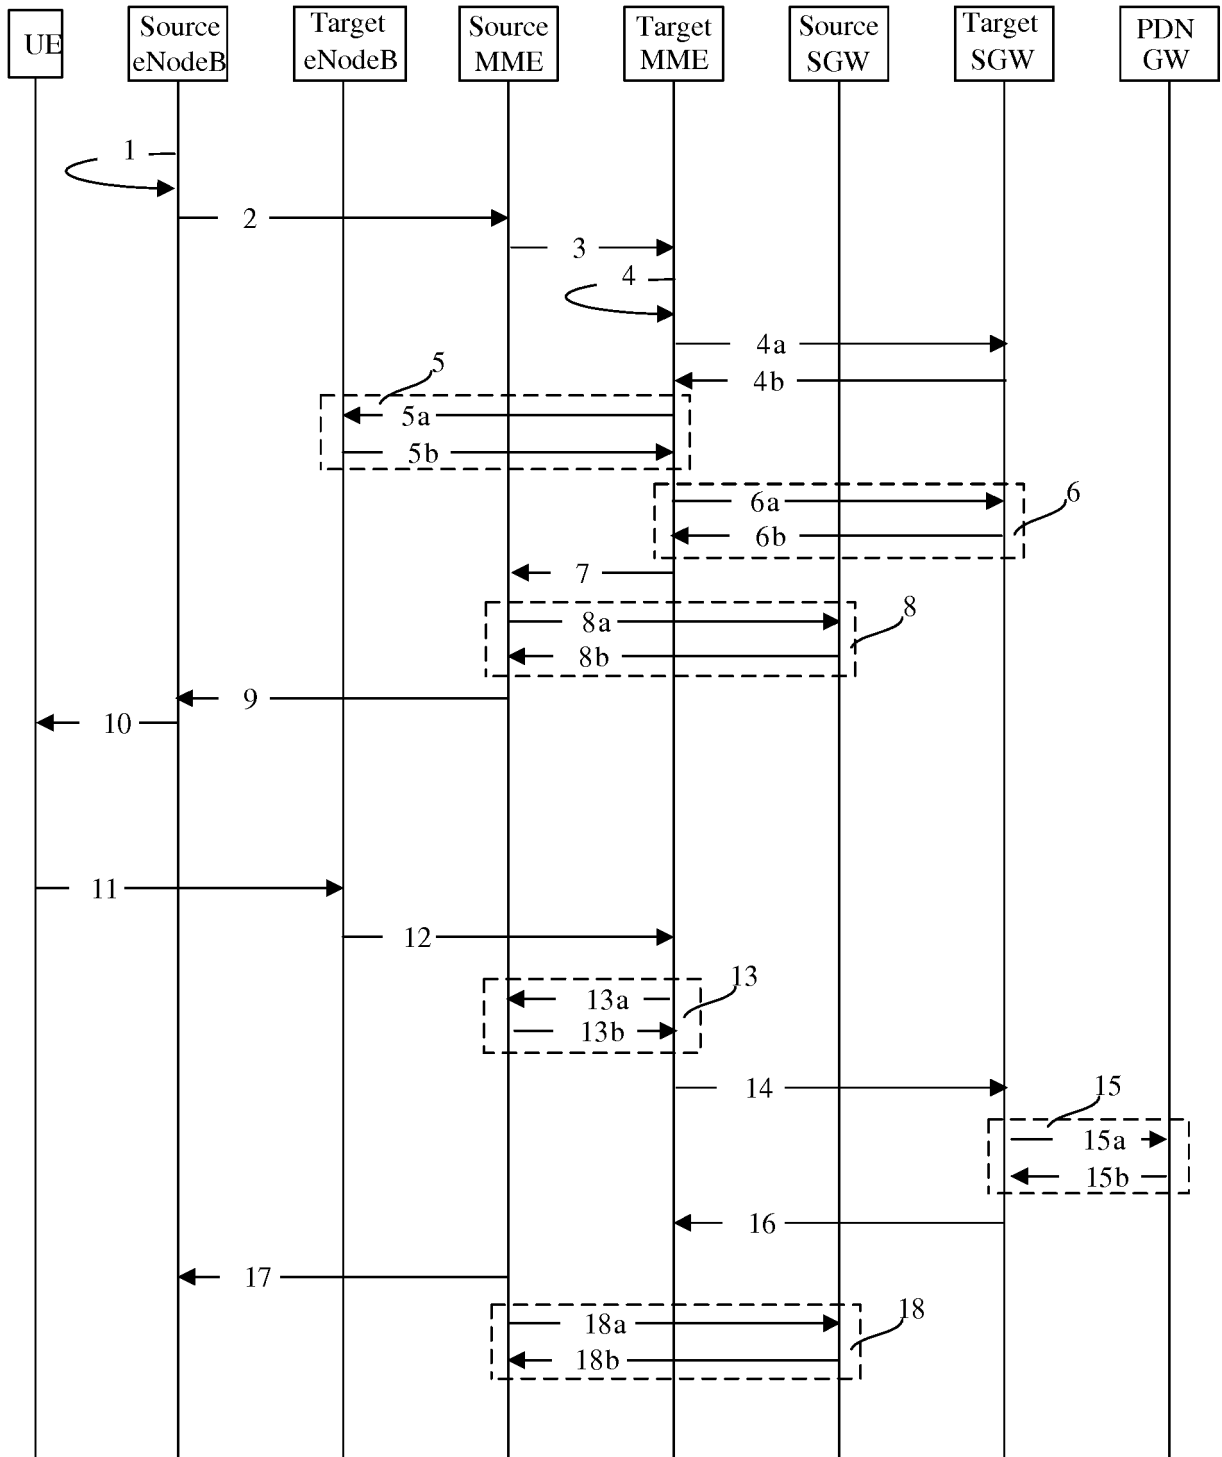 UE
Source
eNodeB
Target
eNodeB
Source
MME
Target
MME
Source
SGW
Target
SGW
PDN
GW
1
2
3
4
4a
4b
5
5a
5b
6
6a
6b
7
8
8a
8b
9
10
11
12
13
13a
13b
14
15
15a
15b
16
17
18
18a
18b